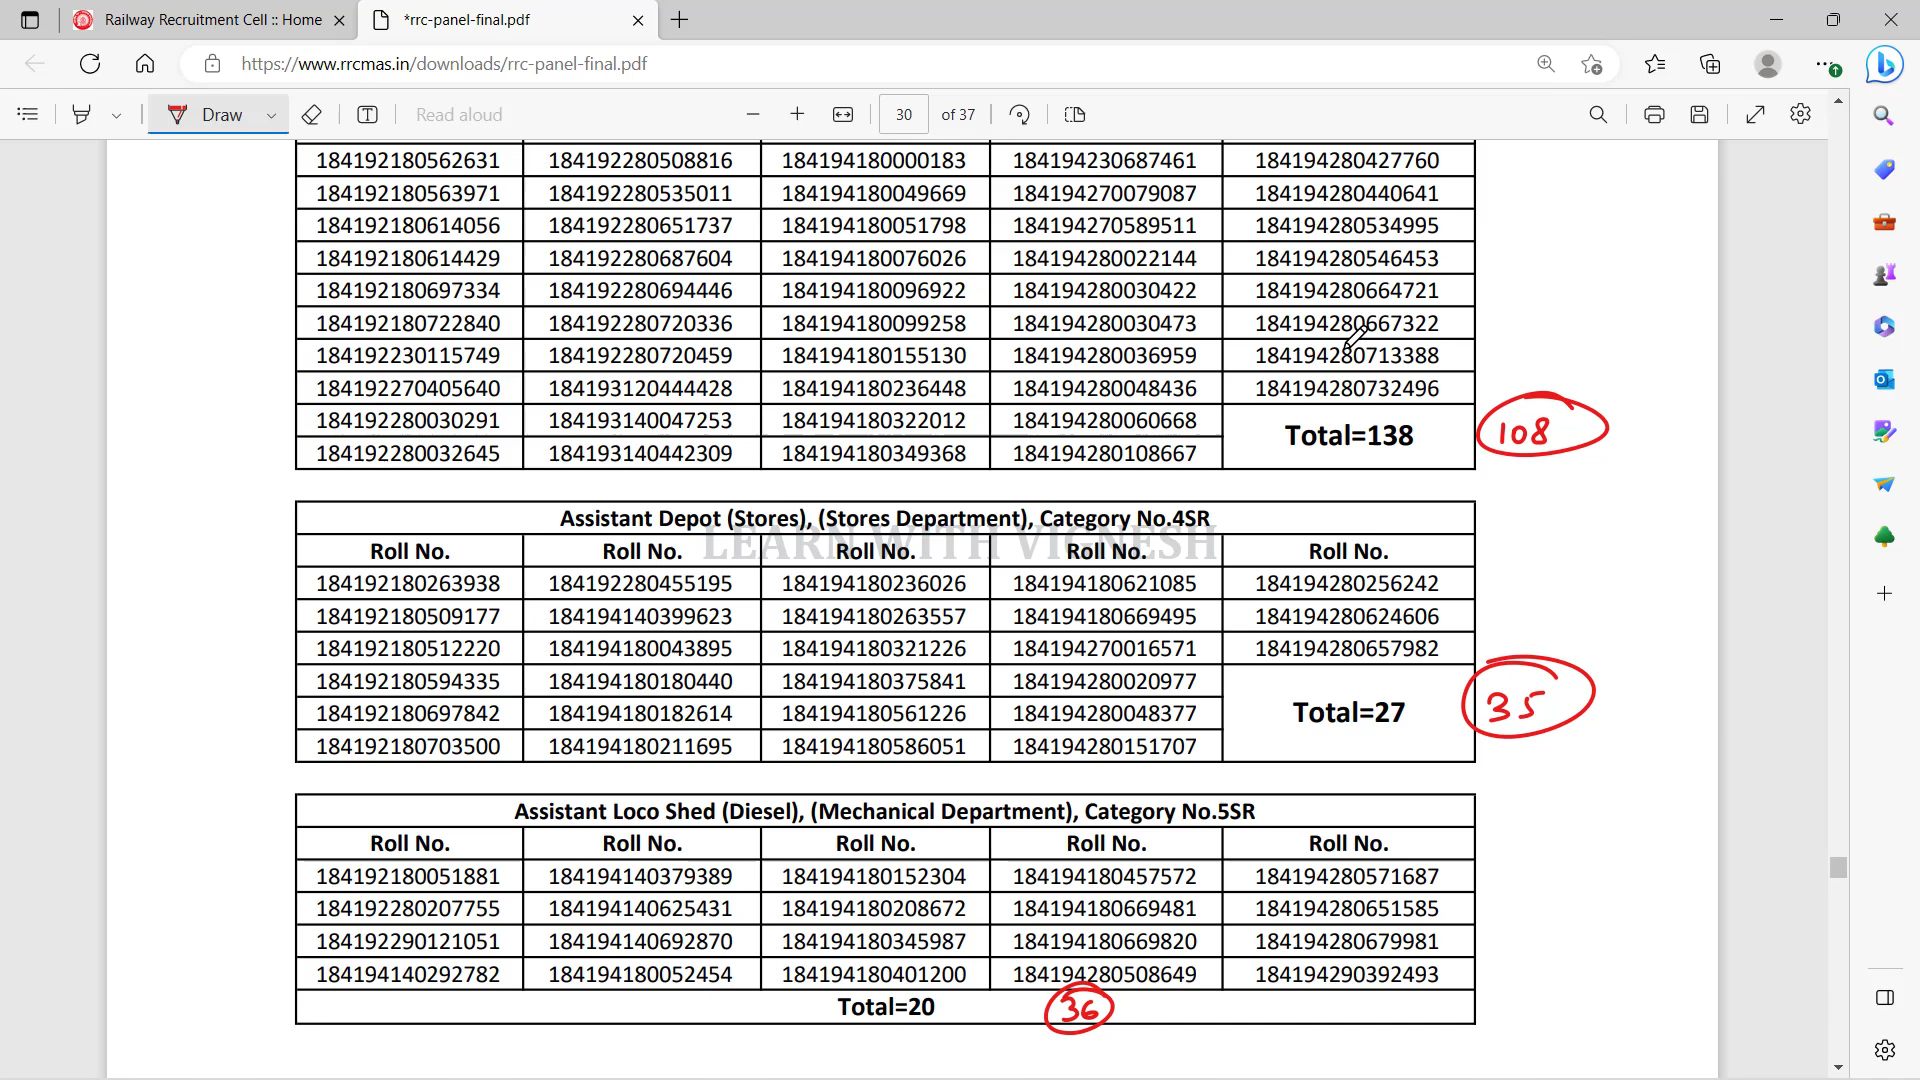 Railway Recruitment Cell :: Home
*rrc-panel-final.pdf
https://www.rrcmas.in/downloads/rrc-panel-final.pdf
Draw
Read aloud
30 of 37
184192180562631 184192280508816 184194180000183 184194230687461 184194280427760
184192180563971 184192280535011 184194180049669 184194270079087 184194280440641
184192180614056 184192280651737 184194180051798 184194270589511 184194280534995
184192180614429 184192280687604 184194180076026 184194280022144 184194280546453
184192180697334 184192280694446 184194180096922 184194280030422 184194280664721
184192180722840 184192280720336 184194180099258 184194280030473 184194280667322
184192230115749 184192280720459 184194180155130 184194280036959 184194280713388
184192270405640 184193120444428 184194180236448 184194280048436 184194280732496
184192280030291 184193140047253 184194180322012 184194280060668
Total=138 108
184192280032645 184193140442309 184194180349368 184194280108667
Assistant Depot (Stores), (Stores Department), Category No.4SR
LEARN WITH VIGNESH
Roll No. Roll No. Roll No. Roll No. Roll No.
184192180263938 184192280455195 184194180236026 184194180621085 184194280256242
184192180509177 184194140399623 184194180263557 184194180669495 184194280624606
184192180512220 184194180043895 184194180321226 184194270016571 184194280657982
184192180594335 184194180180440 184194180375841 184194280020977
184192180697842 184194180182614 184194180561226 184194280048377 Total=27 35
184192180703500 184194180211695 184194180586051 184194280151707
Assistant Loco Shed (Diesel), (Mechanical Department), Category No.5SR
Roll No. Roll No. Roll No. Roll No. Roll No.
184192180051881 184194140379389 184194180152304 184194180457572 184194280571687
184192280207755 184194140625431 184194180208672 184194180669481 184194280651585
184192290121051 184194140692870 184194180345987 184194180669820 184194280679981
184194140292782 184194180052454 184194180401200 184194280508649 184194290392493
Total=20 36